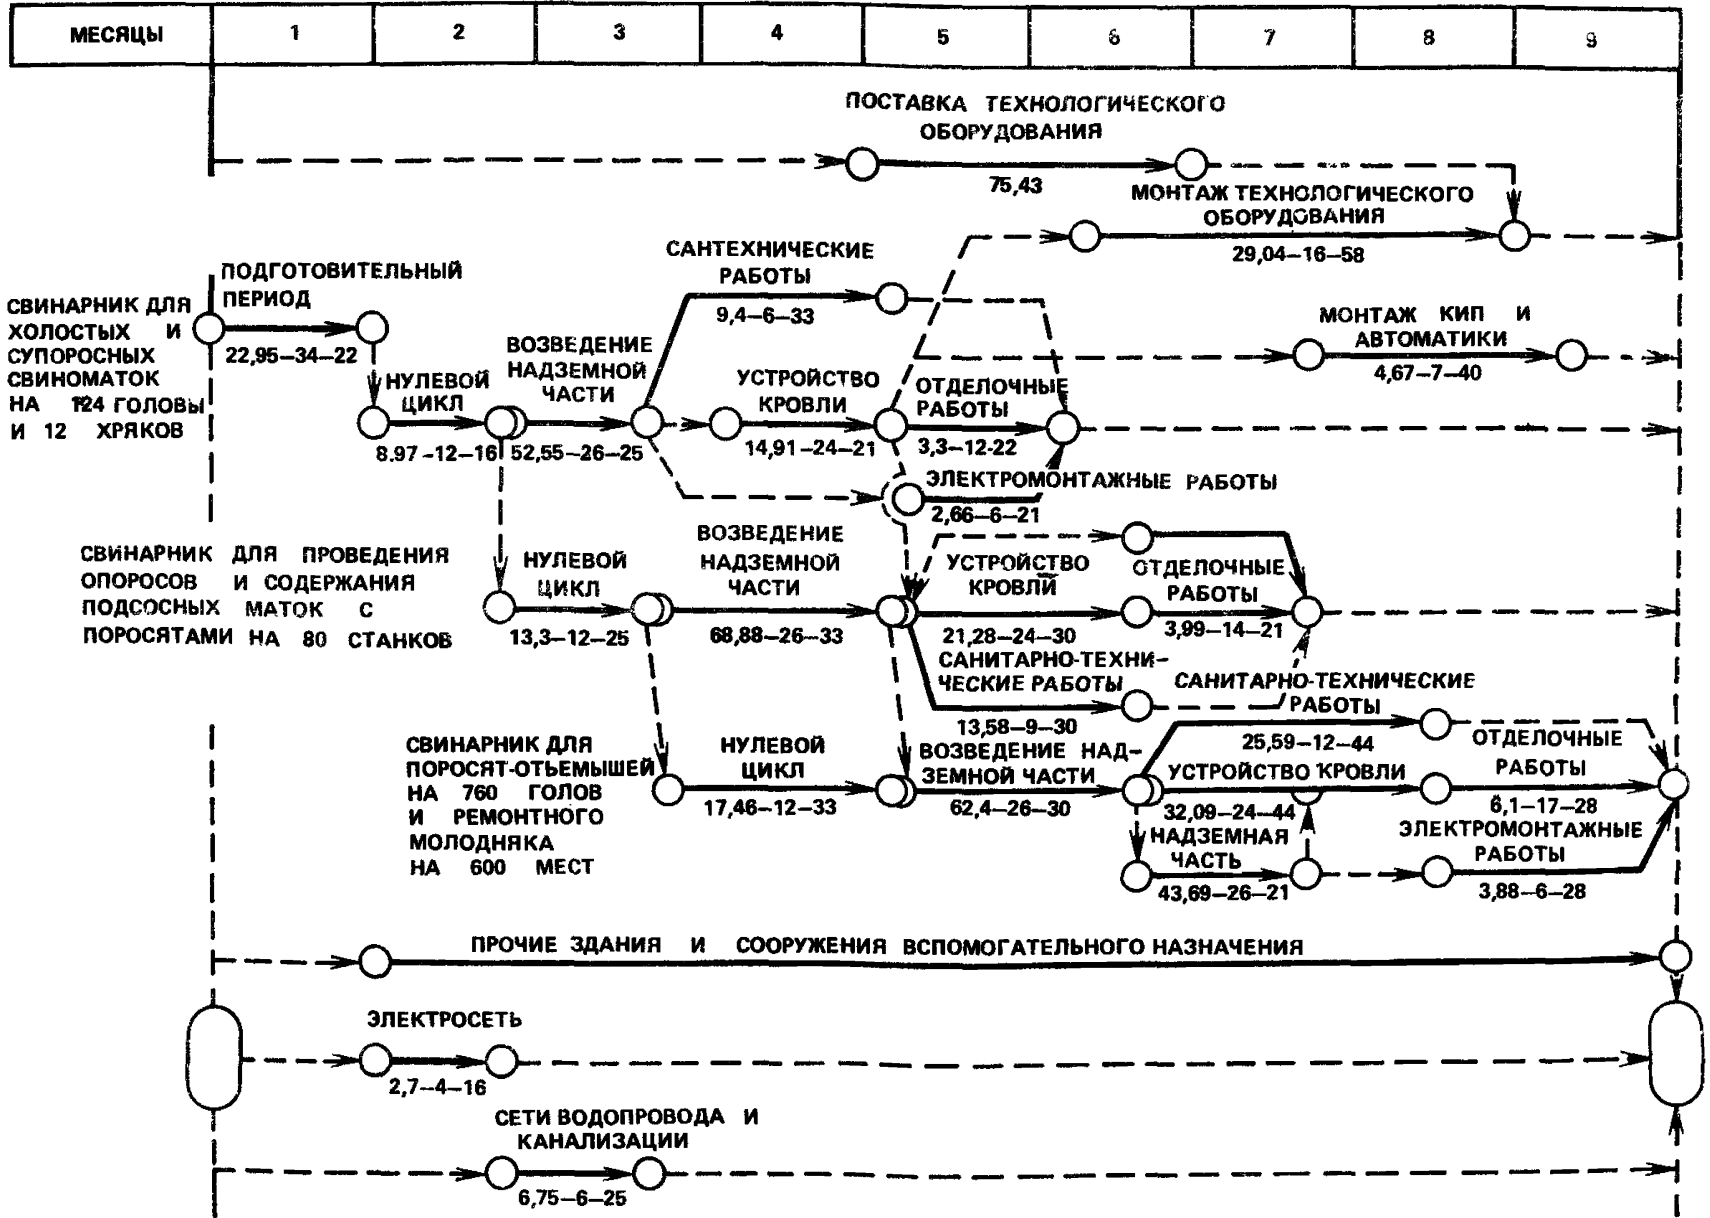 МЕСЯЦЫ 1 2 3 4 5 6 7 8 9
ПОСТАВКА ТЕХНОЛОГИЧЕСКОГО
ОБОРУДОВАНИЯ
75,43
МОНТАЖ ТЕХНОЛОГИЧЕСКОГО
ОБОРУДОВАНИЯ
29,04—16—58
САНТЕХНИЧЕСКИЕ
РАБОТЫ
9,4—6—33
ПОДГОТОВИТЕЛЬНЫЙ
ПЕРИОД
22,95—34—22
СВИНАРНИК ДЛЯ
ХОЛОСТЫХ И
СУПОРОСНЫХ
СВИНОМАТОК
НА 124 ГОЛОВЫ
И 12 ХРЯКОВ
МОНТАЖ КИП И
АВТОМАТИКИ
4,67—7—40
НУЛЕВОЙ
ЦИКЛ
8.97-12—16
ВОЗВЕДЕНИЕ
НАДЗЕМНОЙ
ЧАСТИ
52,55—26—25
УСТРОЙСТВО
КРОВЛИ
14,91—24—21
ОТДЕЛОЧНЫЕ
РАБОТЫ
3,3—12-22
ЭЛЕКТРОМОНТАЖНЫЕ РАБОТЫ
2,66—6—21
СВИНАРНИК ДЛЯ ПРОВЕДЕНИЯ
ОПОРОСОВ И СОДЕРЖАНИЯ
ПОДСОСНЫХ МАТОК С
ПОРОСЯТАМИ НА 80 СТАНКОВ
НУЛЕВОЙ
ЦИКЛ
13,3—12—25
ВОЗВЕДЕНИЕ
НАДЗЕМНОЙ
ЧАСТИ
68,88—26—33
УСТРОЙСТВО
КРОВЛИ
21,28—24—30
ОТДЕЛОЧНЫЕ
РАБОТЫ
3,99—14—21
САНИТАРНО-ТЕХНИ-
ЧЕСКИЕ РАБОТЫ
13,58—9—30
САНИТАРНО-ТЕХНИЧЕСКИЕ
РАБОТЫ
25,59—12—44
СВИНАРНИК ДЛЯ
ПОРОСЯТ-ОТЬЕМЫШЕЙ
НА 760 ГОЛОВ
И РЕМОНТНОГО
МОЛОДНЯКА
НА 600 МЕСТ
НУЛЕВОЙ
ЦИКЛ
17,46—12—33
ВОЗВЕДЕНИЕ НАД-
ЗЕМНОЙ ЧАСТИ
62,4—26—30
УСТРОЙСТВО КРОВЛИ
32,09—24—44
ОТДЕЛОЧНЫЕ
РАБОТЫ
6,1—17—28
НАДЗЕМНАЯ
ЧАСТЬ
43,69—26—21
ЭЛЕКТРОМОНТАЖНЫЕ
РАБОТЫ
3,88—6—28
ПРОЧИЕ ЗДАНИЯ И СООРУЖЕНИЯ ВСПОМОГАТЕЛЬНОГО НАЗНАЧЕНИЯ
ЭЛЕКТРОСЕТЬ
2,7—4—16
СЕТИ ВОДОПРОВОДА И
КАНАЛИЗАЦИИ
6,75—6—25